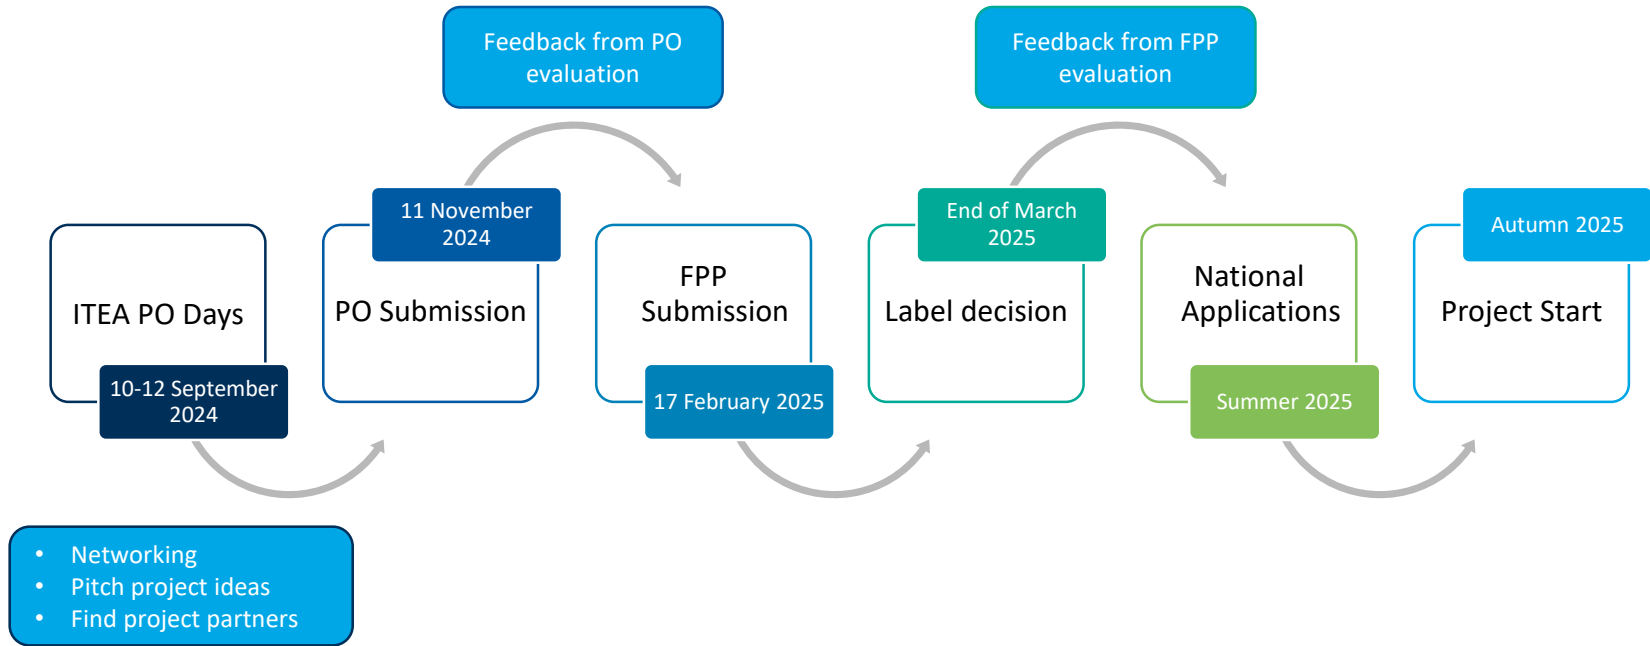 Feedback from PO
evaluation
Feedback from FPP
evaluation
ITEA PO Days
10-12 September
2024
11 November
2024
PO Submission
FPP
Submission
17 February 2025
End of March
2025
Label decision
National
Applications
Summer 2025
Autumn 2025
Project Start
• Networking
• Pitch project ideas
• Find project partners